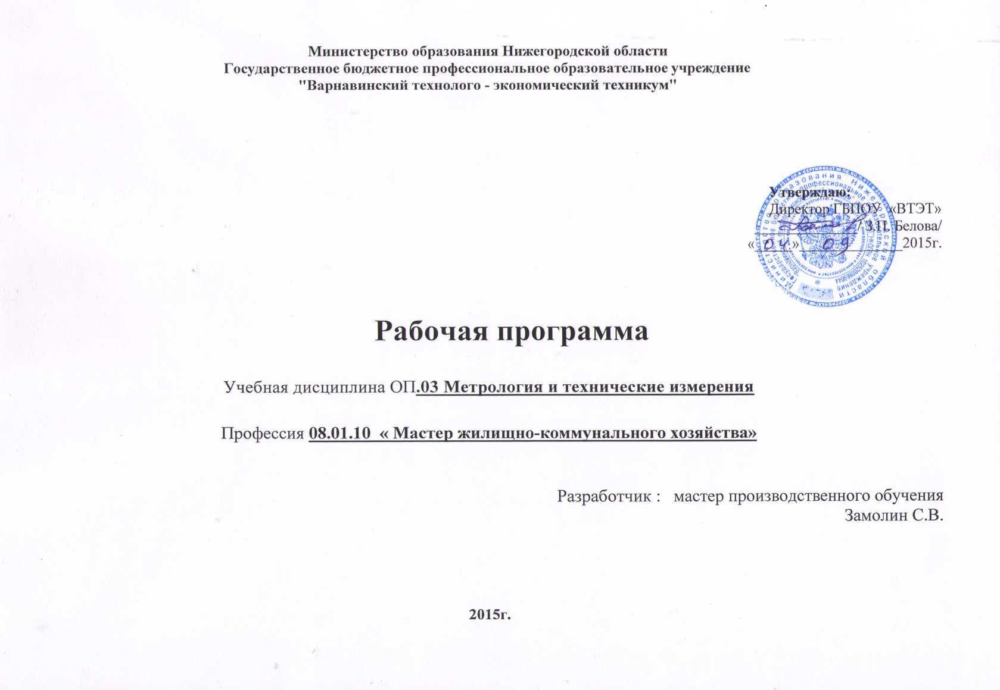 Министерство образования Нижегородской области
Государственное бюджетное профессиональное образовательное учреждение
"Варнавинский технолого - экономический техникум"
Утверждаю:
Директор ГБПОУ «ВТЭТ»
/ З.П. Белова/
« 04 » 09 2015г.
Рабочая программа
Учебная дисциплина ОП.03 Метрология и технические измерения
Профессия 08.01.10 « Мастер жилищно-коммунального хозяйства»
Разработчик : мастер производственного обучения
Замолин С.В.
2015г.